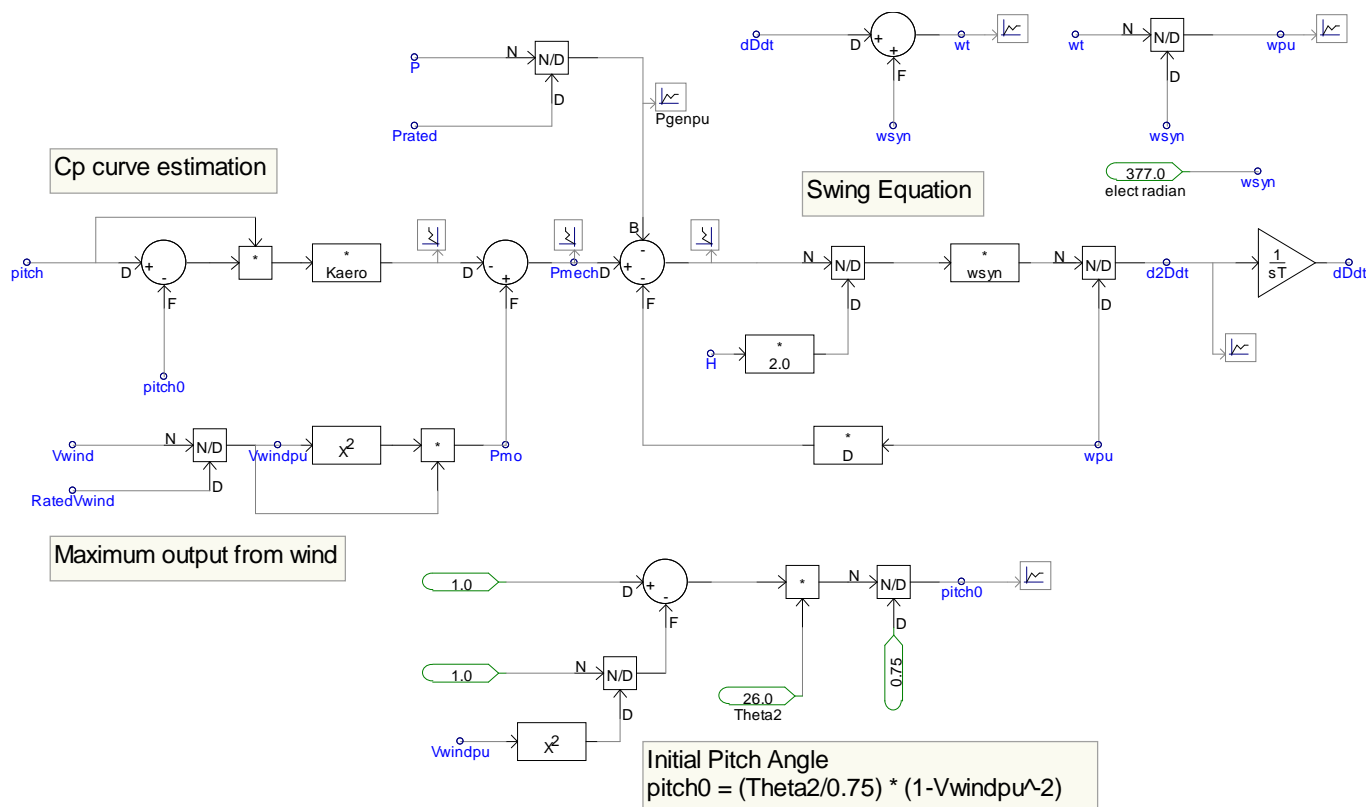 dDdt
D
+
+
F
wt
wsyn
wt
N
N/D
D
wpu
wsyn
377.0
elect radian
wsyn
P
N
N/D
D
Prated
Pgenpu
Cp curve estimation
Swing Equation
pitch
D
+
-
F
pitch0
*
*
Kaero
D
-
+
F
Pmech
D
B
-
+
-
F
N
N/D
D
H
*
2.0
*
wsyn
N
N/D
D
d2Ddt
1
sT
dDdt
Vwind
N
N/D
D
RatedVwind
Vwindpu
X2
*
Pmo
*
D
wpu
Maximum output from wind
1.0
D
+
-
F
1.0
N
N/D
D
Vwindpu
X2
*
26.0
Theta2
N
N/D
D
0.75
pitch0
Initial Pitch Angle
pitch0 = (Theta2/0.75) * (1-Vwindpu^-2)